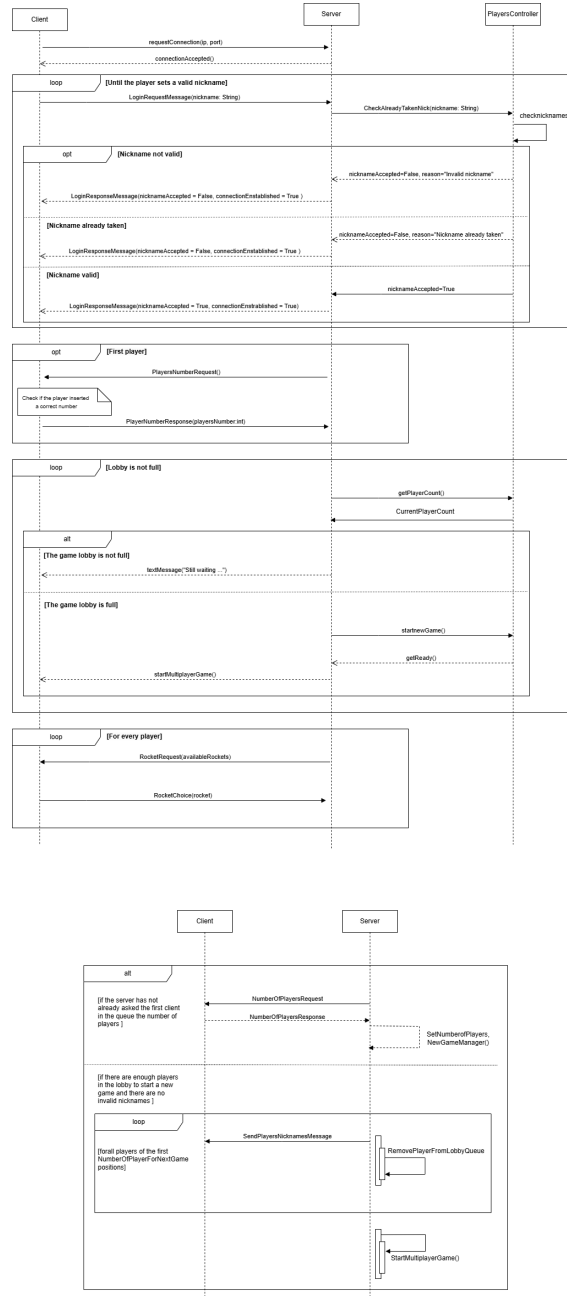 Client
Server
PlayersController
requestConnection(ip, port)
connectionAccepted()
loop
[Until the player sets a valid nickname]
LoginRequestMessage(nickname: String)
CheckAlreadyTakenNick(nickname: String)
checknicknames
opt
[Nickname not valid]
nicknameAccepted=False, reason="Invalid nickname"
LoginResponseMessage(nicknameAccepted = False, connectionEnstablished = True )
[Nickname already taken]
nicknameAccepted=False, reason="Nickname already taken"
LoginResponseMessage(nicknameAccepted = False, connectionEnstablished = True )
[Nickname valid]
nicknameAccepted=True
LoginResponseMessage(nicknameAccepted = True, connectionEnstrablished = True)
opt
[First player]
PlayersNumberRequest()
Check if the player inserted
a correct number
PlayerNumberResponse(playersNumber:int)
loop
[Lobby is not full]
getPlayerCount()
CurrentPlayerCount
alt
[The game lobby is not full]
textMessage("Still waiting ...")
[The game lobby is full]
startnewGame()
getReady()
startMultiplayerGame()
loop
[For every player]
RocketRequest(availableRockets)
RocketChoice(rocket)
Client
Server
alt
[if the server has not
already asked the first client
in the queue the number of
players ]
NumberOfPlayersRequest
NumberOfPlayersResponse
SetNumberofPlayers,
NewGameManager()
[if there are enough players
in the lobby to start a new
game and there are no
invalid nicknames ]
loop
SendPlayersNicknamesMessage
[forall players of the first
NumberOfPlayerForNextGame
positions]
RemovePlayerFromLobbyQueue
StartMultiplayerGame()